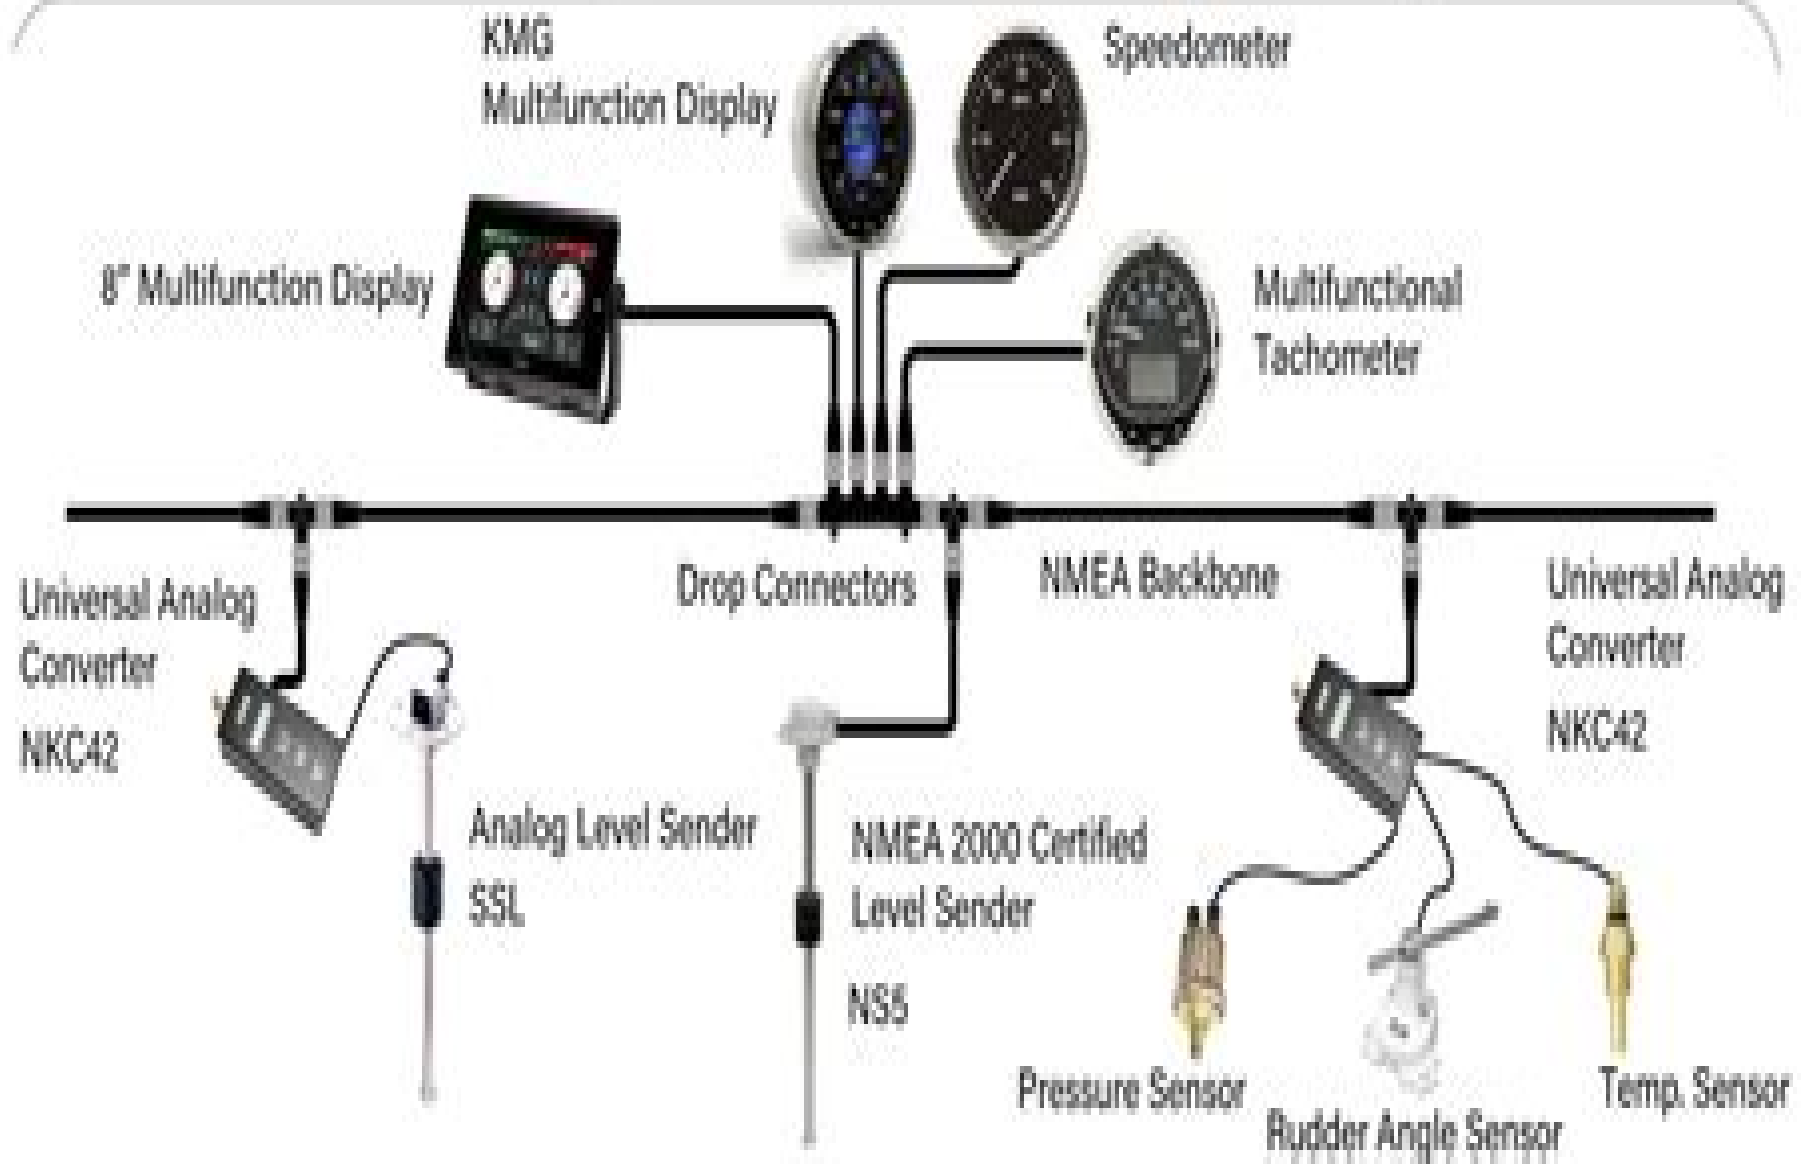 KMG
Multifunction Display
Speedometer
8" Multifunction Display
Multifunctional
Tachometer
Drop Connectors
NMEA Backbone
Universal Analog
Converter
NKC42
Universal Analog
Converter
NKC42
Analog Level Sender
SSL
NMEA 2000 Certified
Level Sender
NS5
Pressure Sensor
Rudder Angle Sensor
Temp. Sensor